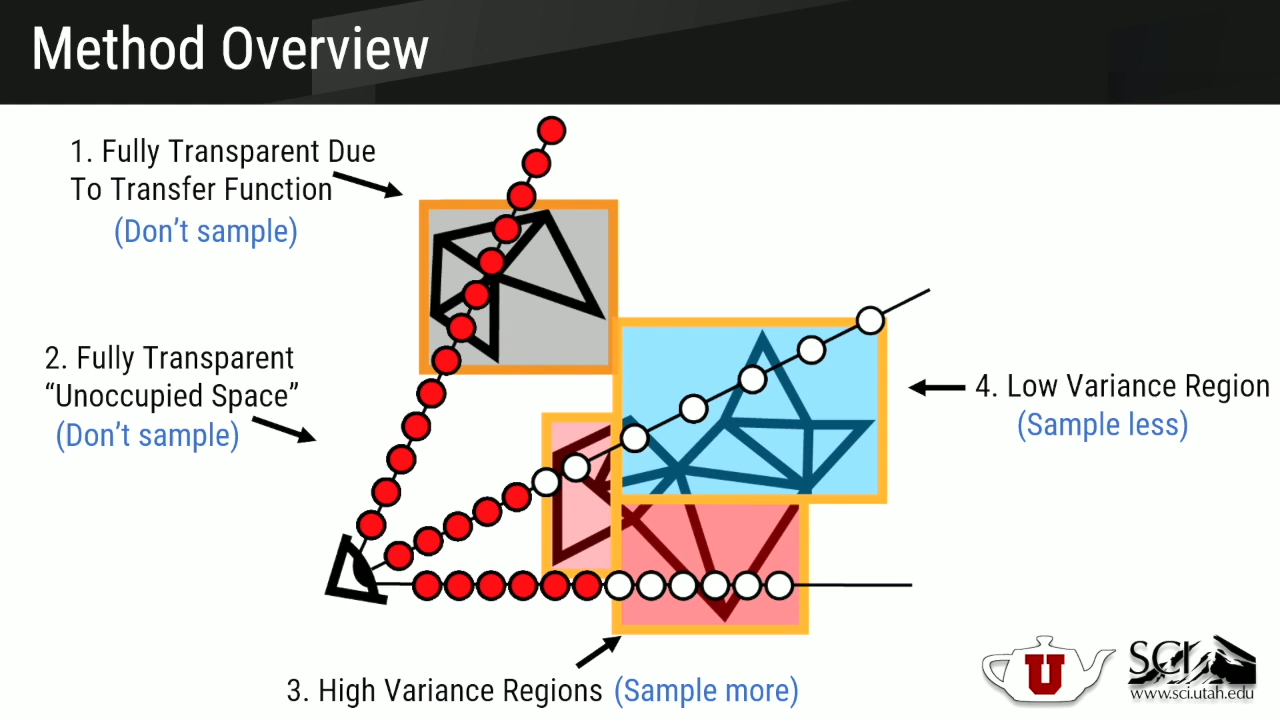 Method Overview
1. Fully Transparent Due
To Transfer Function
(Don’t sample)
2. Fully Transparent
“Unoccupied Space”
(Don’t sample)
4. Low Variance Region
(Sample less)
3. High Variance Regions (Sample more)
U
SCI
www.sci.utah.edu